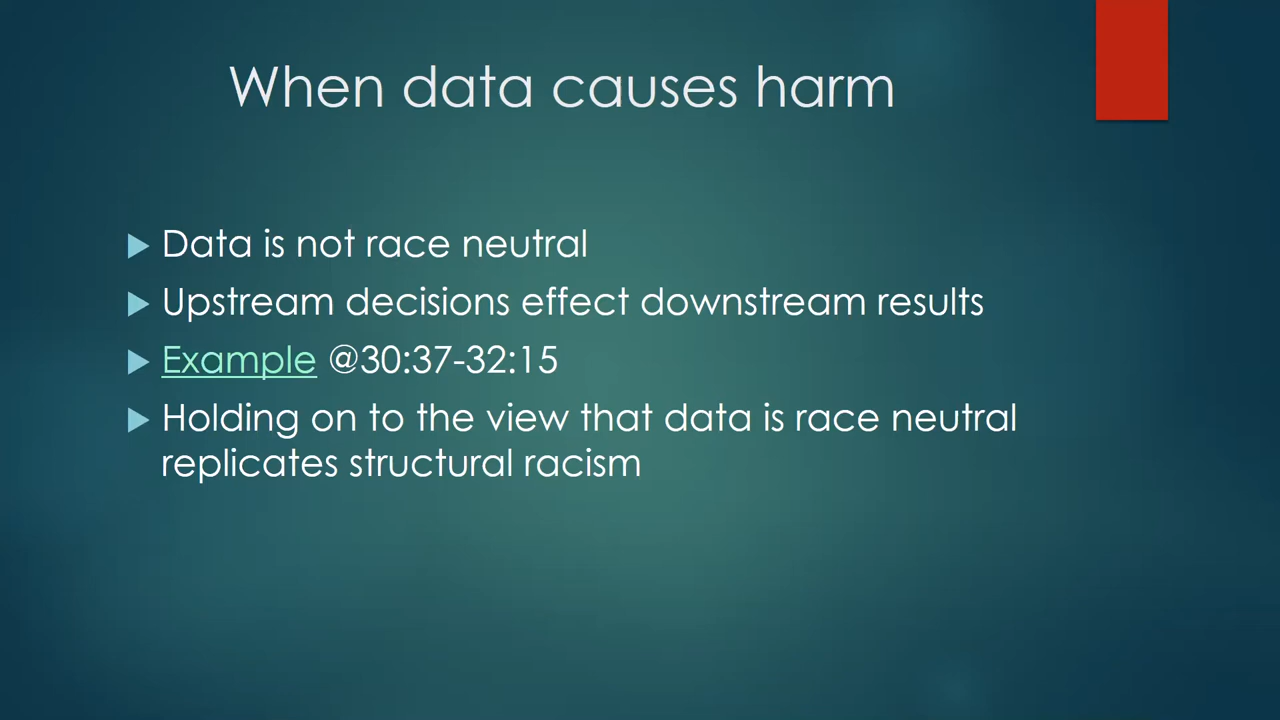 When data causes harm
Data is not race neutral
Upstream decisions effect downstream results
Example @30:37-32:15
Holding on to the view that data is race neutral
replicates structural racism